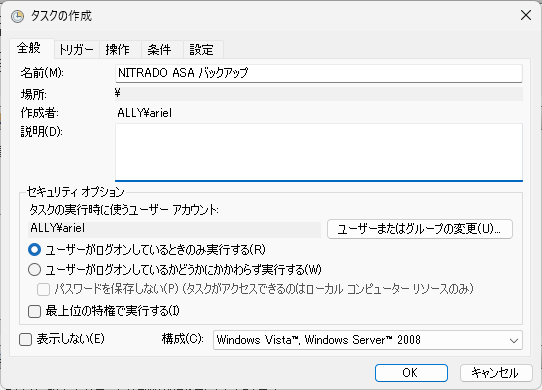 タスクの作成
全般 トリガー 操作 条件 設定
名前(M): NITRADO ASA バックアップ
場所: ¥
作成者: ALLY¥ariel
説明(D):
セキュリティ オプション
タスクの実行時に使うユーザー アカウント:
ALLY¥ariel ユーザーまたはグループの変更(U)...
ユーザーがログオンしているときのみ実行する(R)
ユーザーがログオンしているかどうかにかかわらず実行する(W)
パスワードを保存しない(P) (タスクがアクセスできるのはローカル コンピューター リソースのみ)
最上位の特権で実行する(I)
表示しない(E) 構成(C): Windows Vista™, Windows Server™ 2008
OK キャンセル